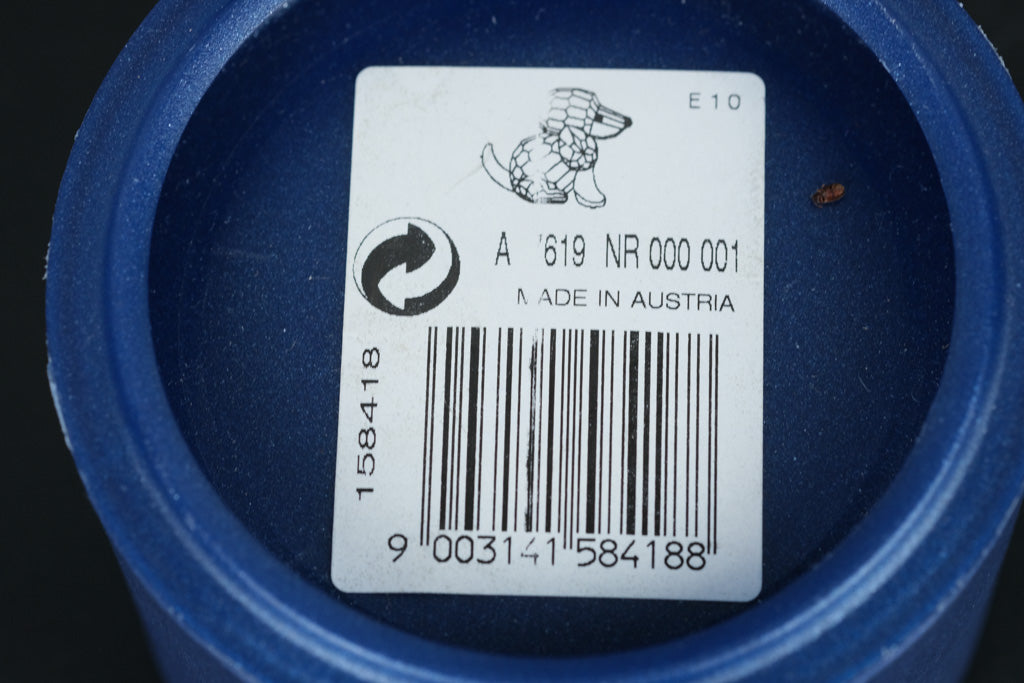 E10
A 619 NR 000 001
MADE IN AUSTRIA
158418
9 003141 584188